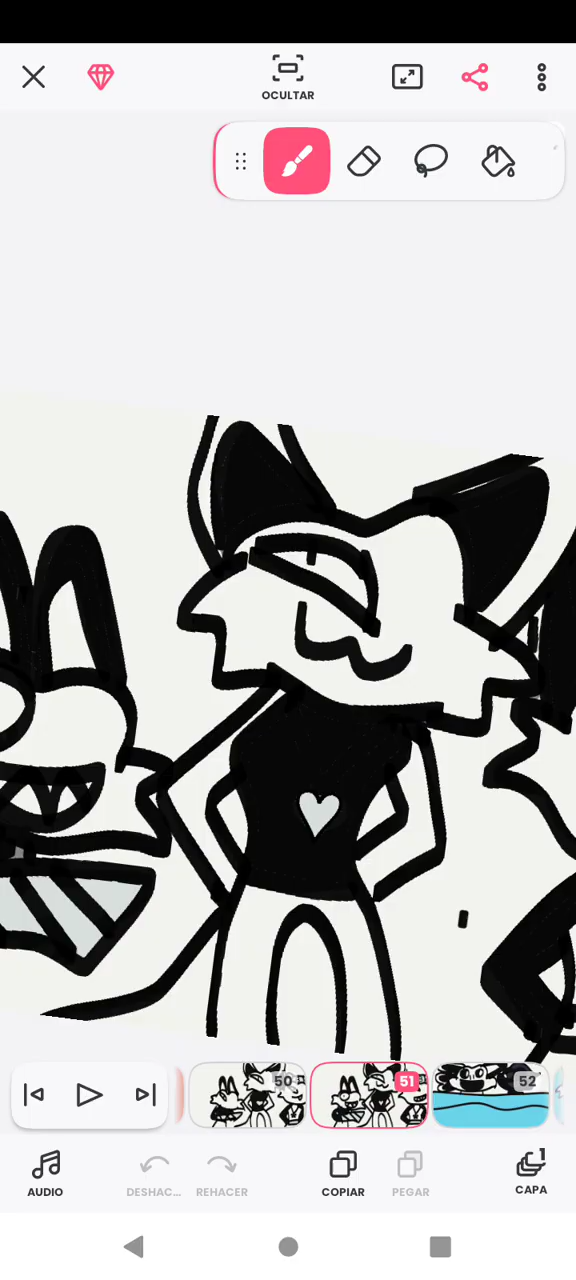 OCULTAR
50
51
52
AUDIO
DESHAC...
REHACER
COPIAR
PEGAR
1
CAPA